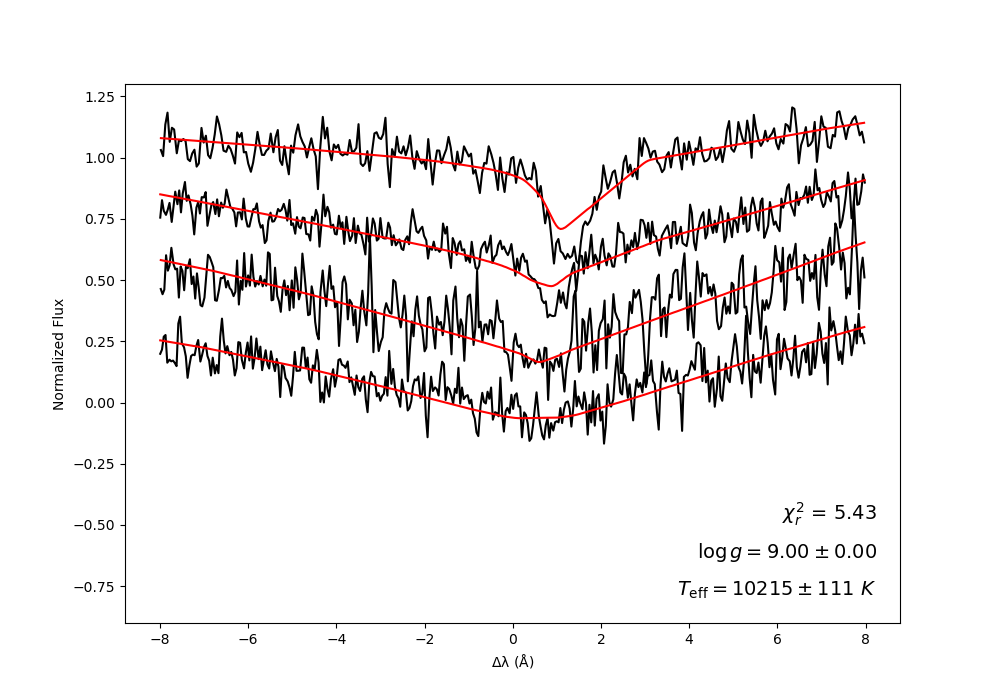 Normalized Flux
1.25
1.00
0.75
0.50
0.25
0.00
−0.25
−0.50
−0.75
χ²ᵣ = 5.43
log g = 9.00 ± 0.00
T_eff = 10215 ± 111 K
−8 −6 −4 −2 0 2 4 6 8
Δλ (Å)